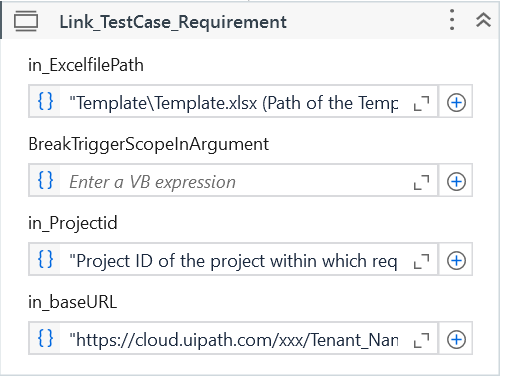 Link_TestCase_Requirement
in_ExcelfilePath
{} "Template\Template.xlsx (Path of the Temp
BreakTriggerScopeInArgument
{} Enter a VB expression
in_Projectid
{} "Project ID of the project within which req
in_baseURL
{} "https://cloud.uipath.com/xxx/Tenant_Nan